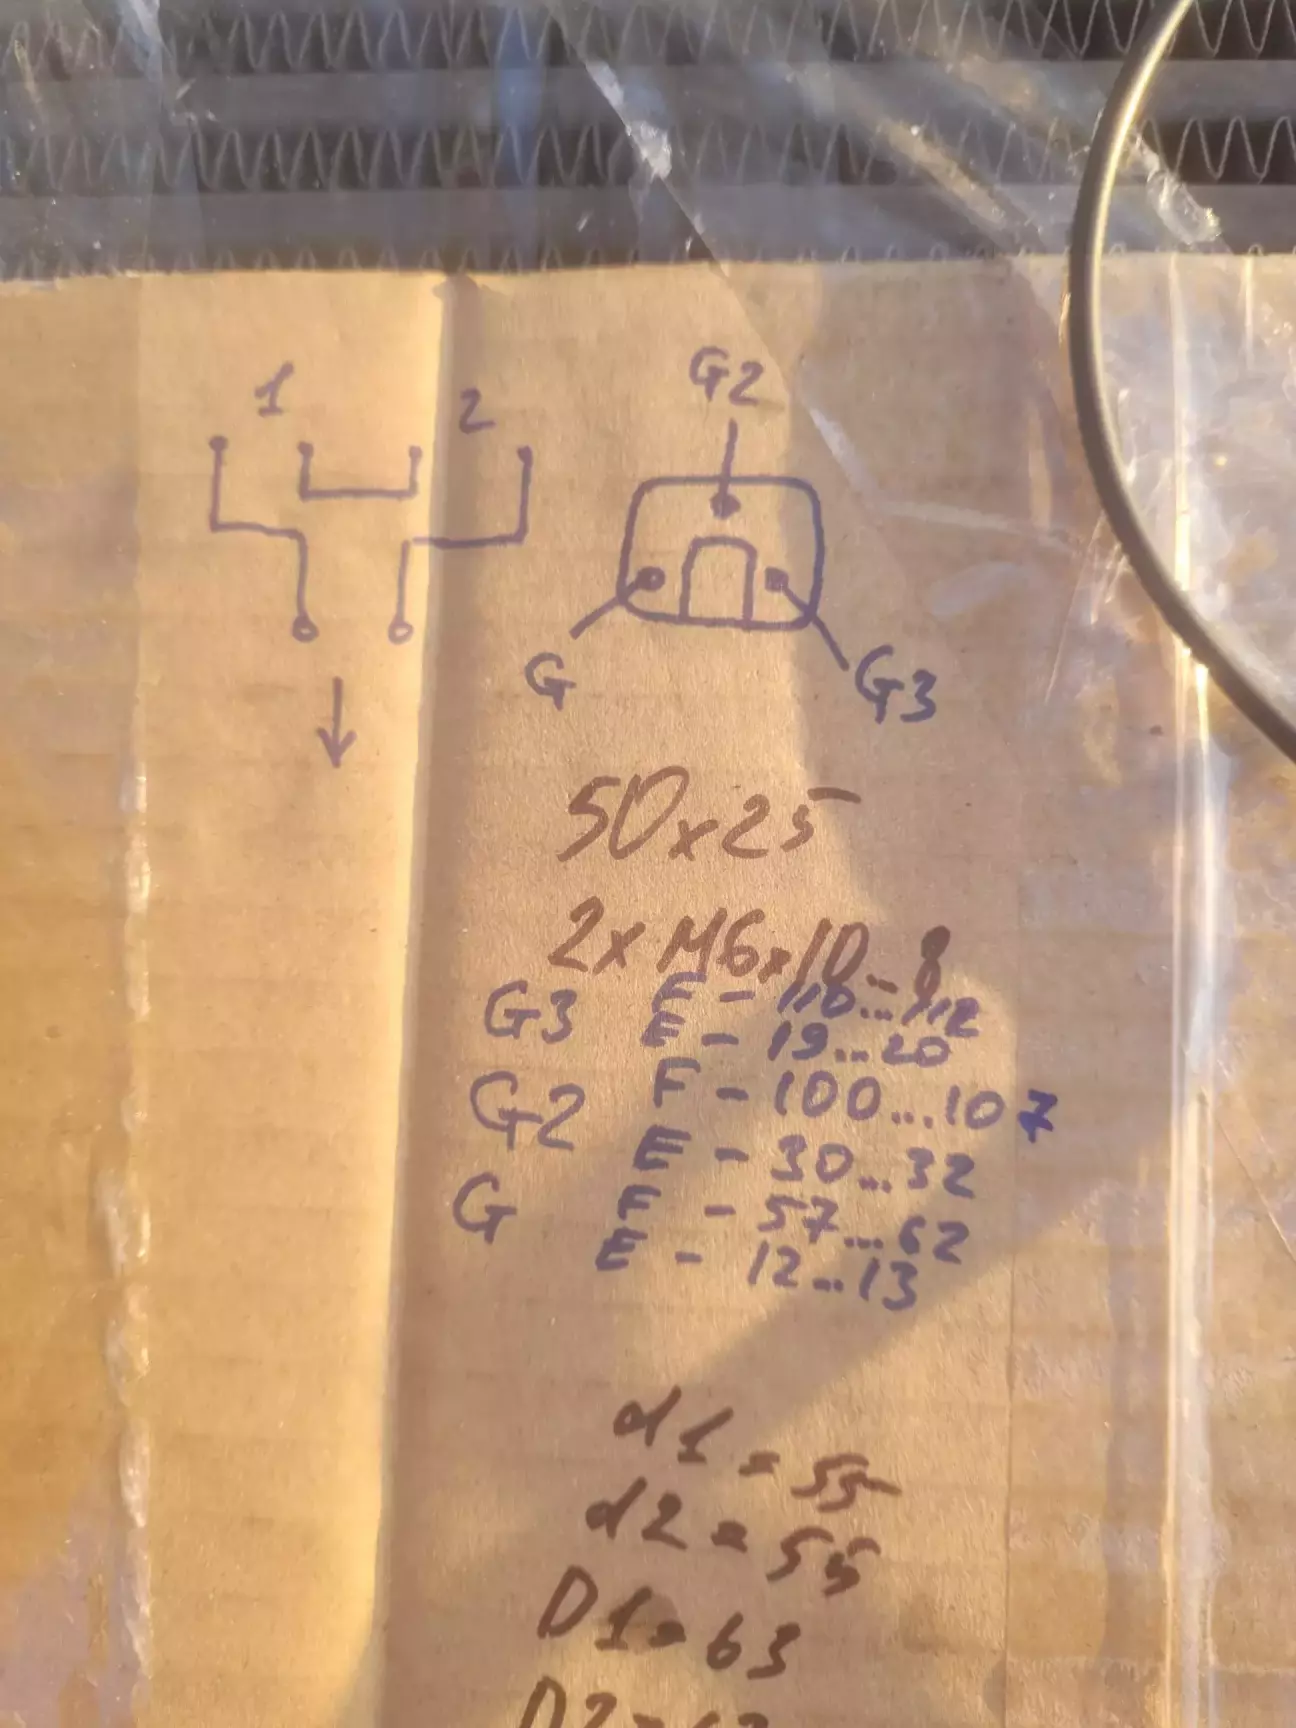 1
2
G2
G
G3
50x25
2x M6x10...8
G3 F - 110...112
E - 19...20
G2 F - 100...107
E - 30...32
G F - 57...62
E - 12...13
d1 = 55
d2 = 55
D1 = 63